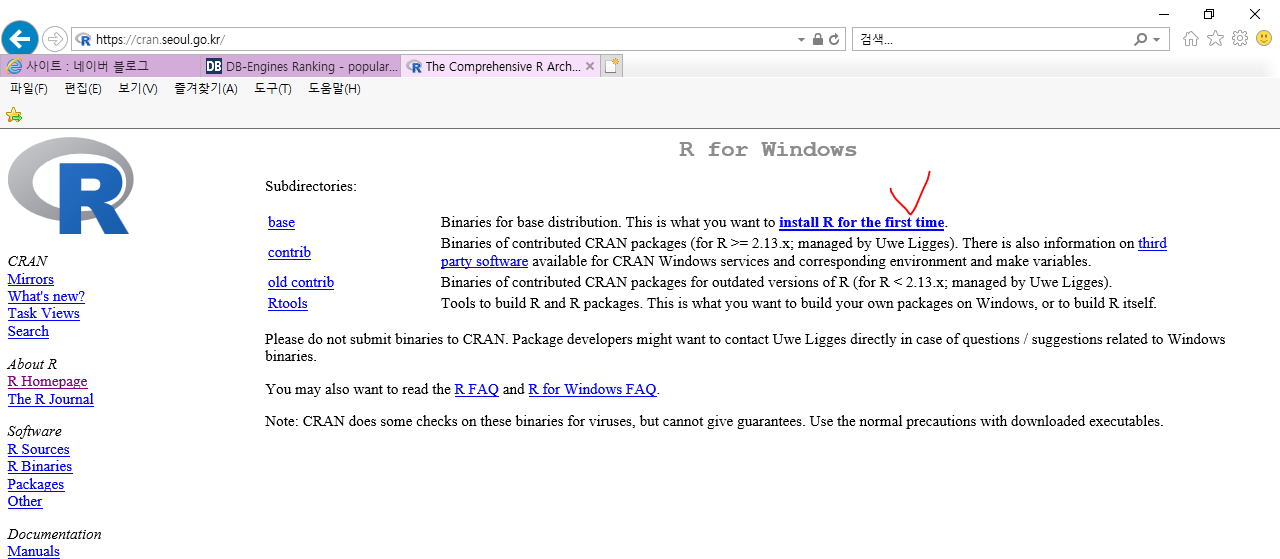 https://cran.seoul.go.kr/
검색...
사이트 : 네이버 블로그
DB DB-Engines Ranking - popular...
R The Comprehensive R Arch...
파일(F) 편집(E) 보기(V) 즐겨찾기(A) 도구(T) 도움말(H)
R
CRAN
Mirrors
What's new?
Task Views
Search
About R
R Homepage
The R Journal
Software
R Sources
R Binaries
Packages
Other
Documentation
Manuals
R for Windows
Subdirectories:
base Binaries for base distribution. This is what you want to install R for the first time.
contrib Binaries of contributed CRAN packages (for R >= 2.13.x; managed by Uwe Ligges). There is also information on third
party software available for CRAN Windows services and corresponding environment and make variables.
old contrib Binaries of contributed CRAN packages for outdated versions of R (for R < 2.13.x; managed by Uwe Ligges).
Rtools Tools to build R and R packages. This is what you want to build your own packages on Windows, or to build R itself.
Please do not submit binaries to CRAN. Package developers might want to contact Uwe Ligges directly in case of questions / suggestions related to Windows
binaries.
You may also want to read the R FAQ and R for Windows FAQ.
Note: CRAN does some checks on these binaries for viruses, but cannot give guarantees. Use the normal precautions with downloaded executables.